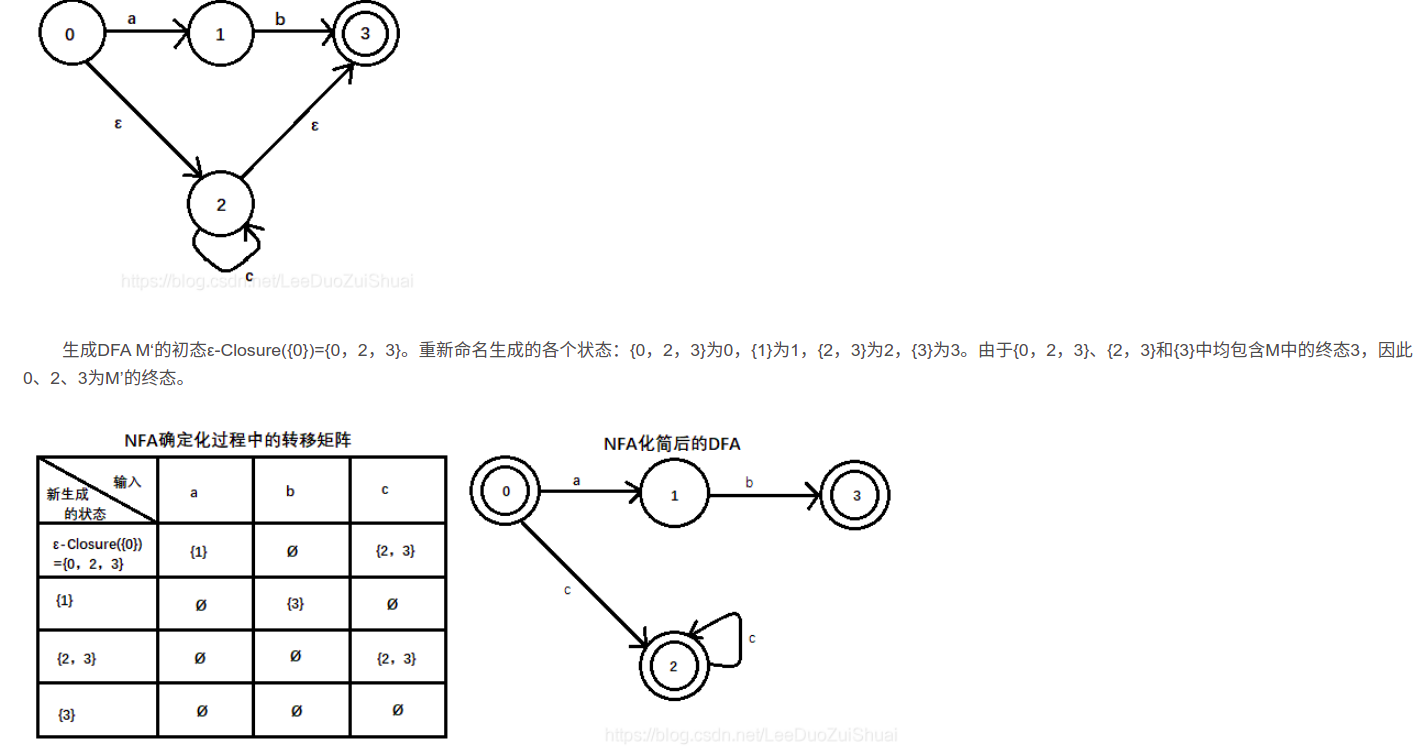 0
a
1
b
3
ε
ε
2
c
https://blog.csdn.net/LeeDuoZuiShuai
生成DFA M‘的初态ε-Closure({0})={0，2，3}。重新命名生成的各个状态：{0，2，3}为0，{1}为1，{2，3}为2，{3}为3。由于{0，2，3}、{2，3}和{3}中均包含M中的终态3，因此
0、2、3为M’的终态。
NFA确定化过程中的转移矩阵
输入
新生成
的状态
a
b
c
ε-Closure({0})
={0，2，3}
{1}
Ø
{2，3}
{1}
Ø
{3}
Ø
{2，3}
Ø
Ø
{2，3}
{3}
Ø
Ø
Ø
NFA化简后的DFA
0
a
1
b
3
c
2
c
https://blog.csdn.net/LeeDuoZuiShuai